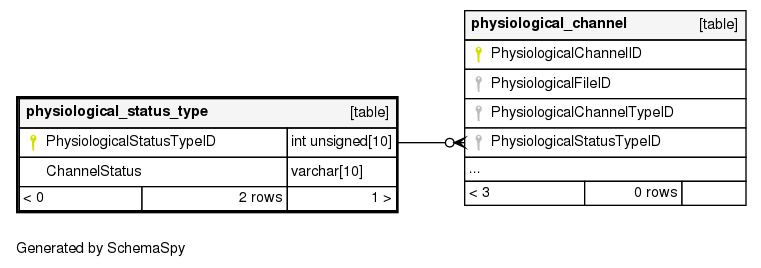 physiological_channel [table]
PhysiologicalChannelID
PhysiologicalFileID
PhysiologicalChannelTypeID
PhysiologicalStatusTypeID
...
< 3 0 rows
physiological_status_type [table]
PhysiologicalStatusTypeID int unsigned[10]
ChannelStatus varchar[10]
< 0 2 rows 1 >
Generated by SchemaSpy